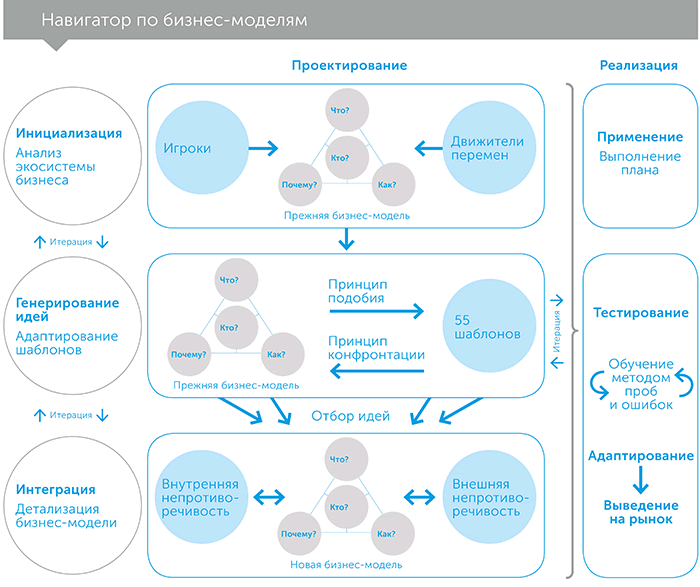 Навигатор по бизнес-моделям
Проектирование
Реализация
Инициализация
Анализ
экосистемы
бизнеса
Игроки
Что?
Кто?
Почему?
Как?
Прежняя бизнес-модель
Движители
перемен
Применение
Выполнение
плана
Итерация
Генерирование
идей
Адаптирование
шаблонов
Что?
Кто?
Почему?
Как?
Прежняя бизнес-модель
Принцип
подобия
Принцип
конфронтации
55
шаблонов
Итерация
Тестирование
Обучение
методом
проб
и ошибок
Адаптирование
Выведение
на рынок
Итерация
Отбор идей
Интеграция
Детализация
бизнес-модели
Внутренняя
непротиво-
речивость
Что?
Кто?
Почему?
Как?
Новая бизнес-модель
Внешняя
непротиво-
речивость